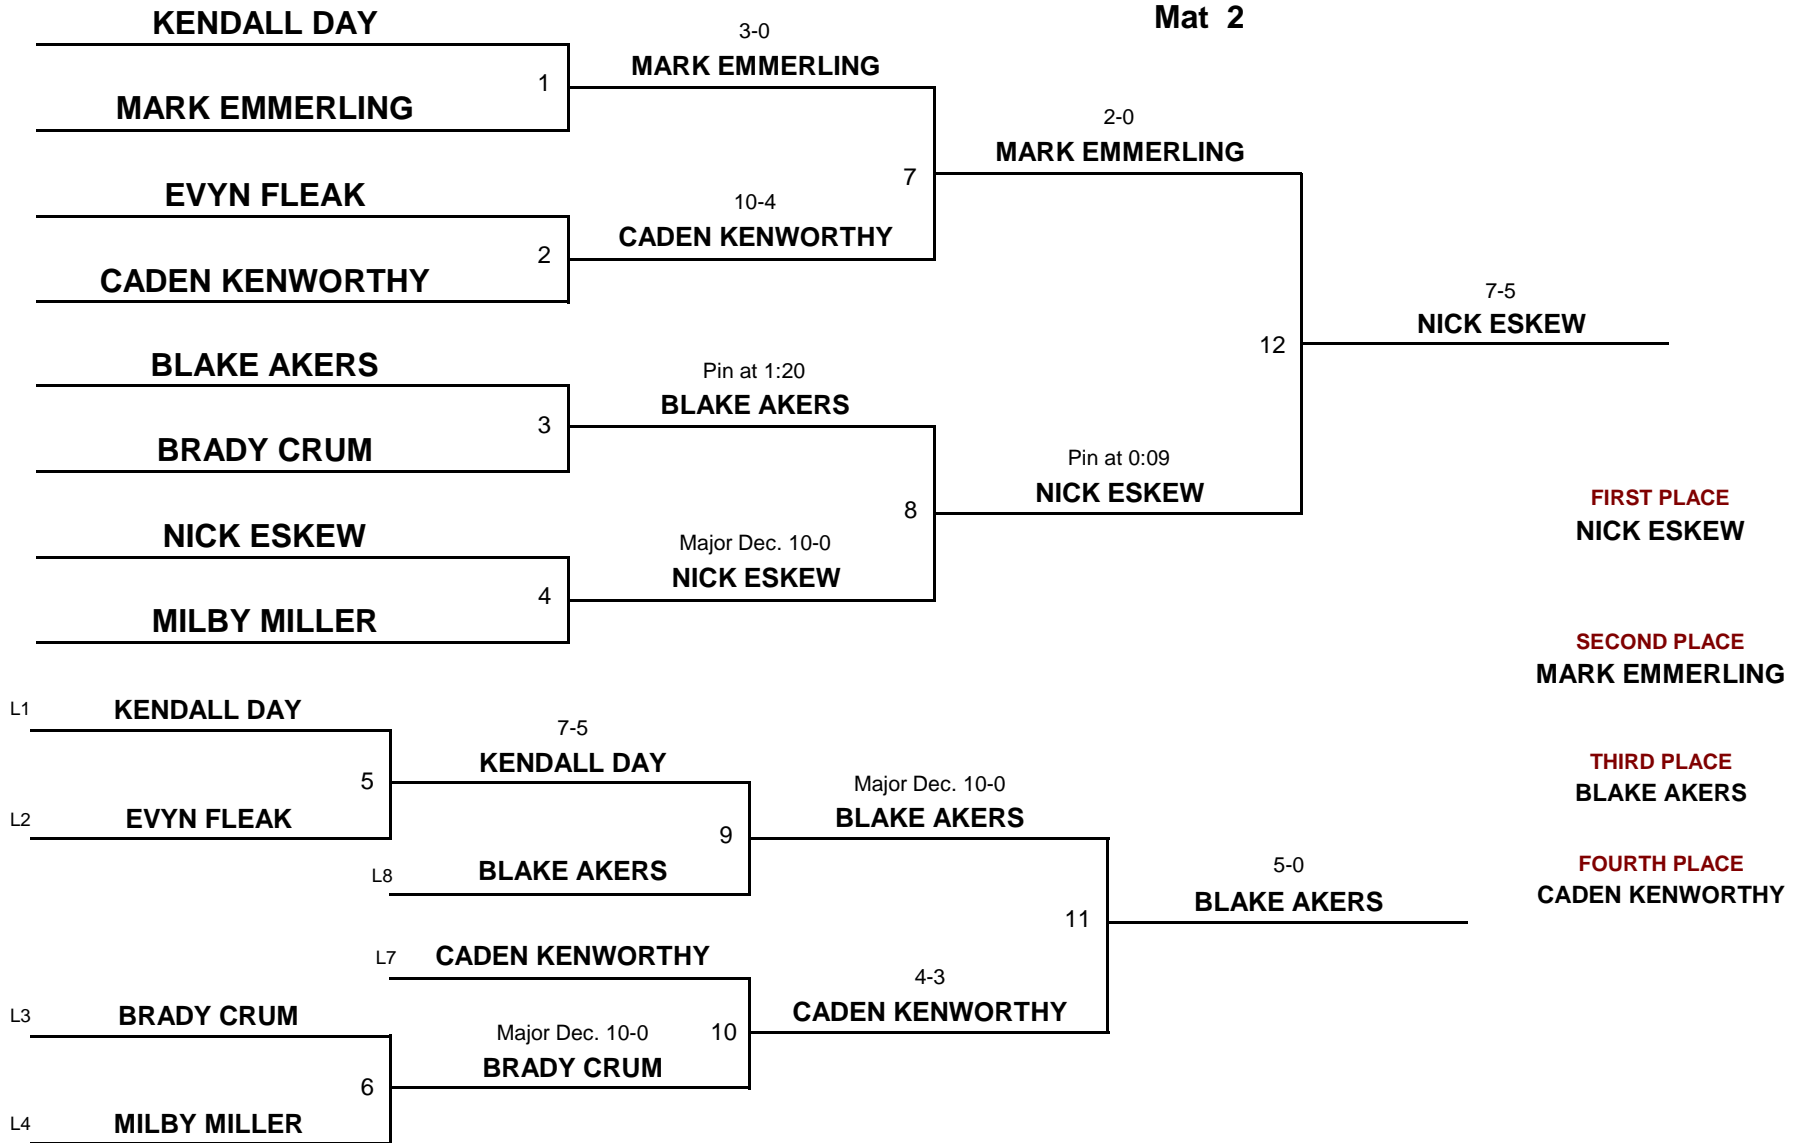 Mat 2
KENDALL DAY
3-0
MARK EMMERLING
1
MARK EMMERLING
2-0
MARK EMMERLING
7
EVYN FLEAK
10-4
CADEN KENWORTHY
2
CADEN KENWORTHY
7-5
NICK ESKEW
12
BLAKE AKERS
Pin at 1:20
BLAKE AKERS
3
BRADY CRUM
Pin at 0:09
NICK ESKEW
8
NICK ESKEW
Major Dec. 10-0
NICK ESKEW
4
MILBY MILLER
FIRST PLACE
NICK ESKEW
SECOND PLACE
MARK EMMERLING
THIRD PLACE
BLAKE AKERS
FOURTH PLACE
CADEN KENWORTHY
L1 KENDALL DAY
7-5
KENDALL DAY
5
L2 EVYN FLEAK
Major Dec. 10-0
BLAKE AKERS
9
L8 BLAKE AKERS
5-0
BLAKE AKERS
11
L7 CADEN KENWORTHY
4-3
CADEN KENWORTHY
L3 BRADY CRUM
Major Dec. 10-0
10
BRADY CRUM
6
L4 MILBY MILLER